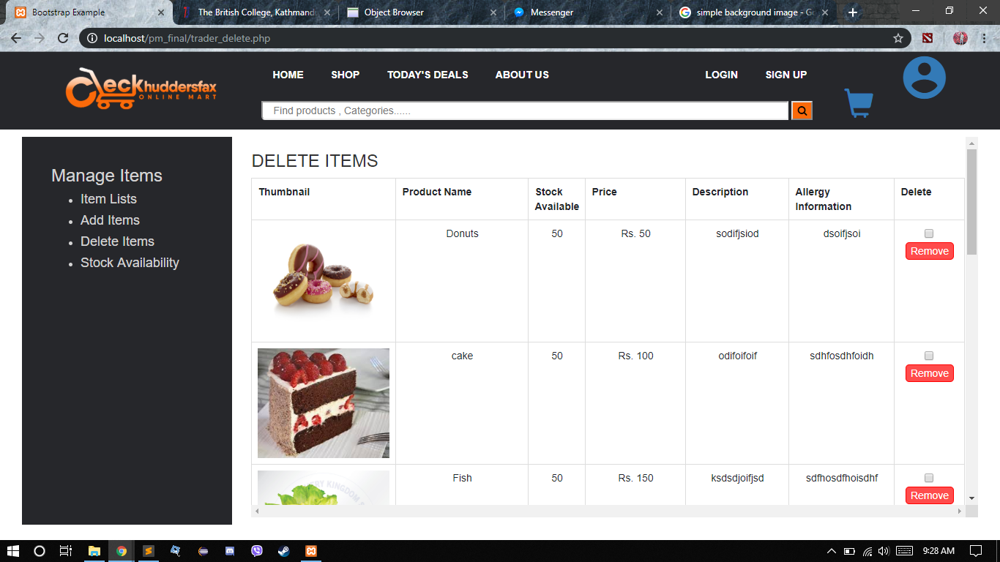 Bootstrap Example
The British College, Kathmand
Object Browser
Messenger
simple background image - Go
localhost/pm_final/trader_delete.php
Check huddersfax
ONLINE MART
HOME SHOP TODAY'S DEALS ABOUT US LOGIN SIGN UP
Find products , Categories......
Manage Items
Item Lists
Add Items
Delete Items
Stock Availability
DELETE ITEMS
Thumbnail Product Name Stock Available Price Description Allergy Information Delete
Donuts 50 Rs. 50 sodifjsiod dsoifjsoi
Remove
cake 50 Rs. 100 odifoifoif sdhfosdhfoidh
Remove
Fish 50 Rs. 150 ksdsdjoifjsd sdfhosdfhoisdhf
Remove
9:28 AM